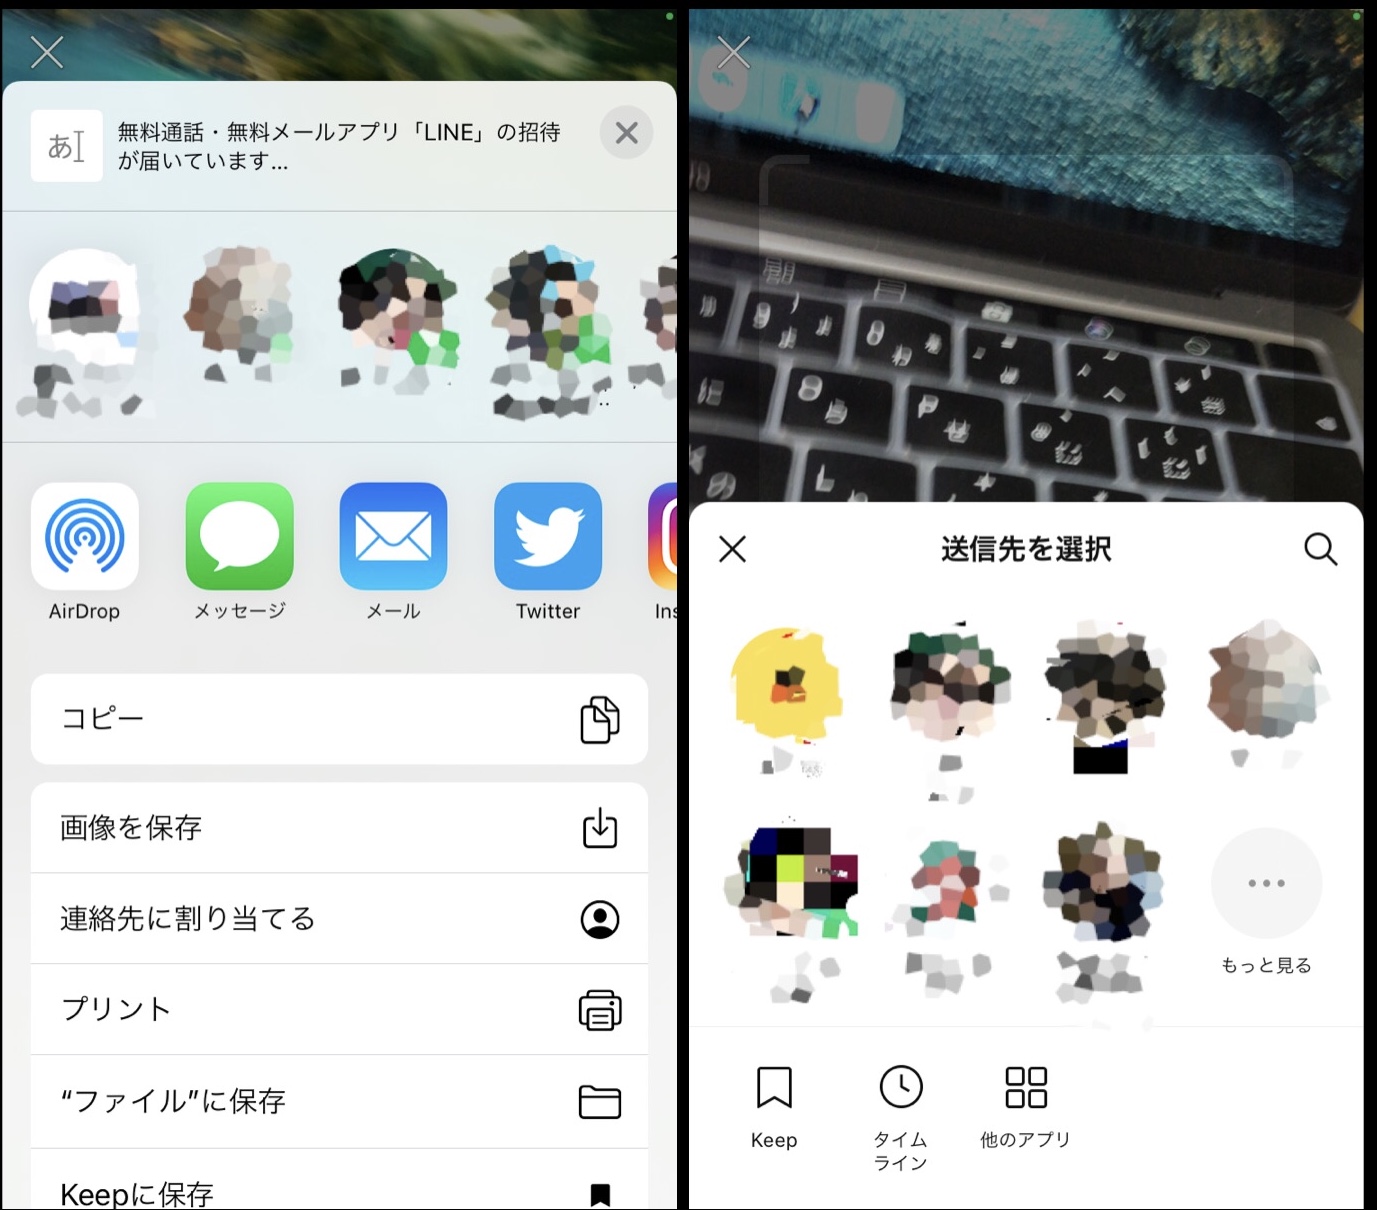 あ
無料通話・無料メールアプリ「LINE」の招待
が届いています...
AirDrop
メッセージ
メール
Twitter
コピー
画像を保存
連絡先に割り当てる
プリント
“ファイル”に保存
Keepに保存
送信先を選択
もっと見る
Keep
タイム
ライン
他のアプリ